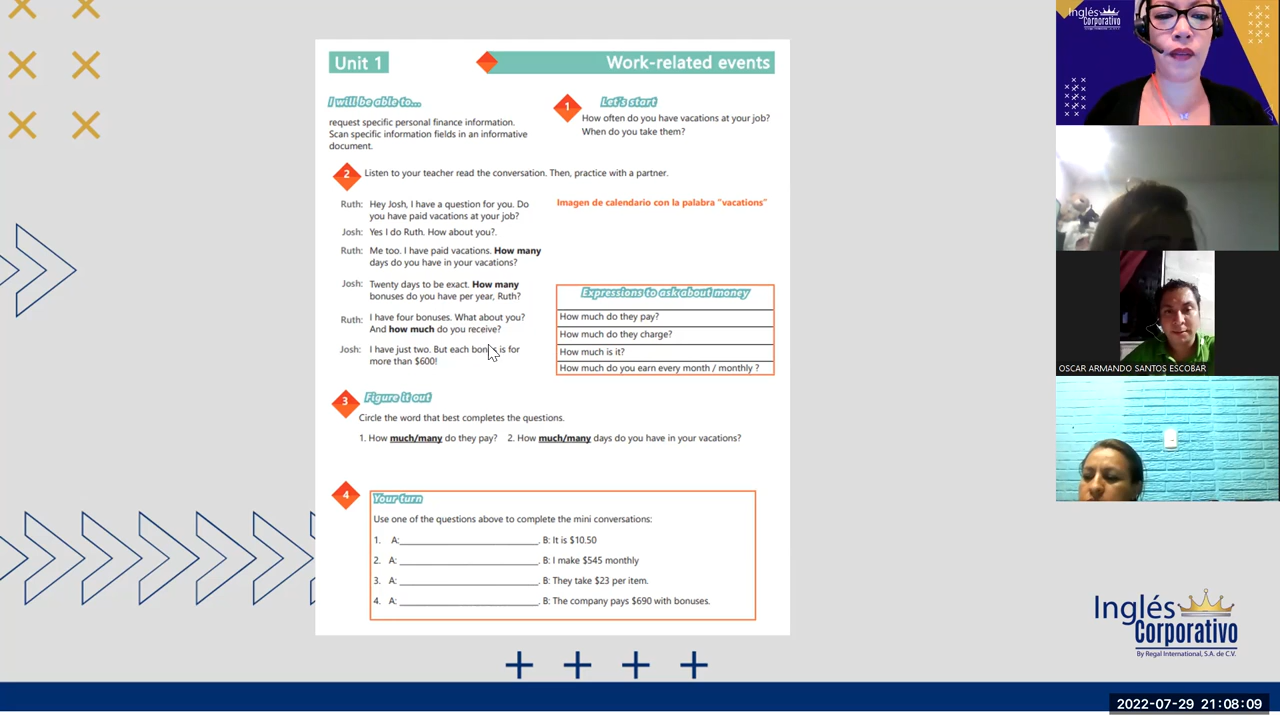 Unit 1
Work-related events
I will be able to...
request specific personal finance information.
Scan specific information fields in an informative
document.
1
Let's start
How often do you have vacations at your job?
When do you take them?
2
Listen to your teacher read the conversation. Then, practice with a partner.
Ruth: Hey Josh, I have a question for you. Do
you have paid vacations at your job?
Josh: Yes I do Ruth. How about you?.
Ruth: Me too. I have paid vacations. How many
days do you have in your vacations?
Josh: Twenty days to be exact. How many
bonuses do you have per year, Ruth?
Ruth: I have four bonuses. What about you?
And how much do you receive?
Josh: I have just two. But each bonus is for
more than $600!
Imagen de calendario con la palabra "vacations"
Expressions to ask about money
How much do they pay?
How much do they charge?
How much is it?
How much do you earn every month / monthly ?
3
Figure it out
Circle the word that best completes the questions.
1. How much/many do they pay? 2. How much/many days do you have in your vacations?
4
Your turn
Use one of the questions above to complete the mini conversations:
1. A:____________________________. B: It is $10.50
2. A: ____________________________. B: I make $545 monthly
3. A: ____________________________. B: They take $23 per item.
4. A: ____________________________. B: The company pays $690 with bonuses.
Inglés
Corporativo
OSCAR ARMANDO SANTOS ESCOBAR
Inglés
Corporativo
By Regal International, S.A. de C.V.
2022-07-29 21:08:09